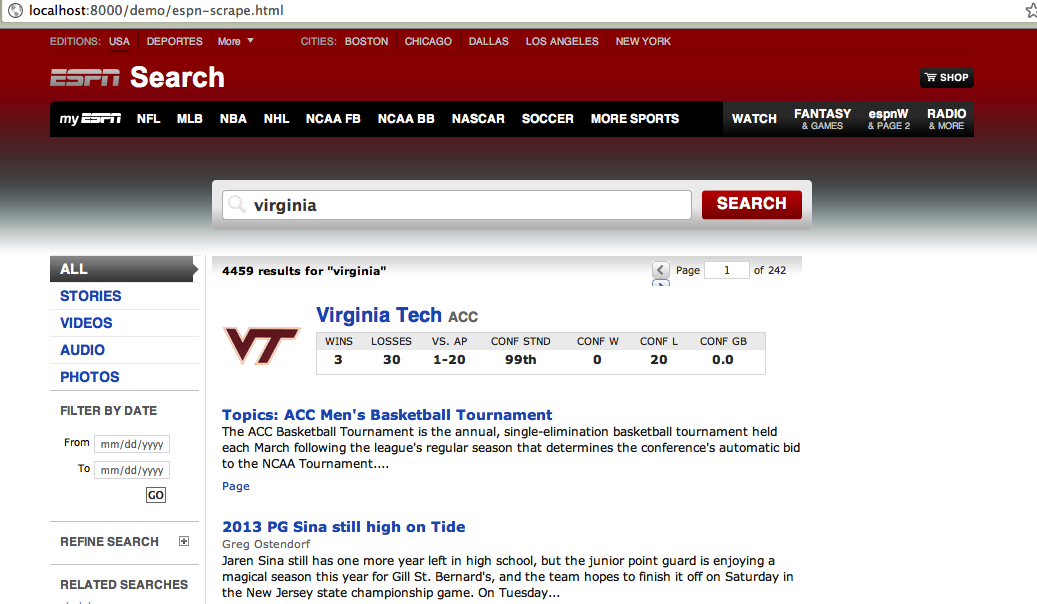 localhost:8000/demo/espn-scrape.html
EDITIONS: USA DEPORTES More CITIES: BOSTON CHICAGO DALLAS LOS ANGELES NEW YORK
ESPN Search
SHOP
my ESPN NFL MLB NBA NHL NCAA FB NCAA BB NASCAR SOCCER MORE SPORTS WATCH FANTASY & GAMES espnW & PAGE 2 RADIO & MORE
virginia SEARCH
ALL
STORIES
VIDEOS
AUDIO
PHOTOS
FILTER BY DATE
From mm/dd/yyyy
To mm/dd/yyyy
GO
REFINE SEARCH
RELATED SEARCHES
4459 results for "virginia" Page 1 of 242
VT
Virginia Tech ACC
WINS LOSSES VS. AP CONF STND CONF W CONF L CONF GB
3 30 1-20 99th 0 20 0.0
Topics: ACC Men's Basketball Tournament
The ACC Basketball Tournament is the annual, single-elimination basketball tournament held
each March following the league's regular season that determines the conference's automatic bid
to the NCAA Tournament....
Page
2013 PG Sina still high on Tide
Greg Ostendorf
Jaren Sina still has one more year left in high school, but the junior point guard is enjoying a
magical season this year for Gill St. Bernard's, and the team hopes to finish it off on Saturday in
the New Jersey state championship game. On Tuesday...